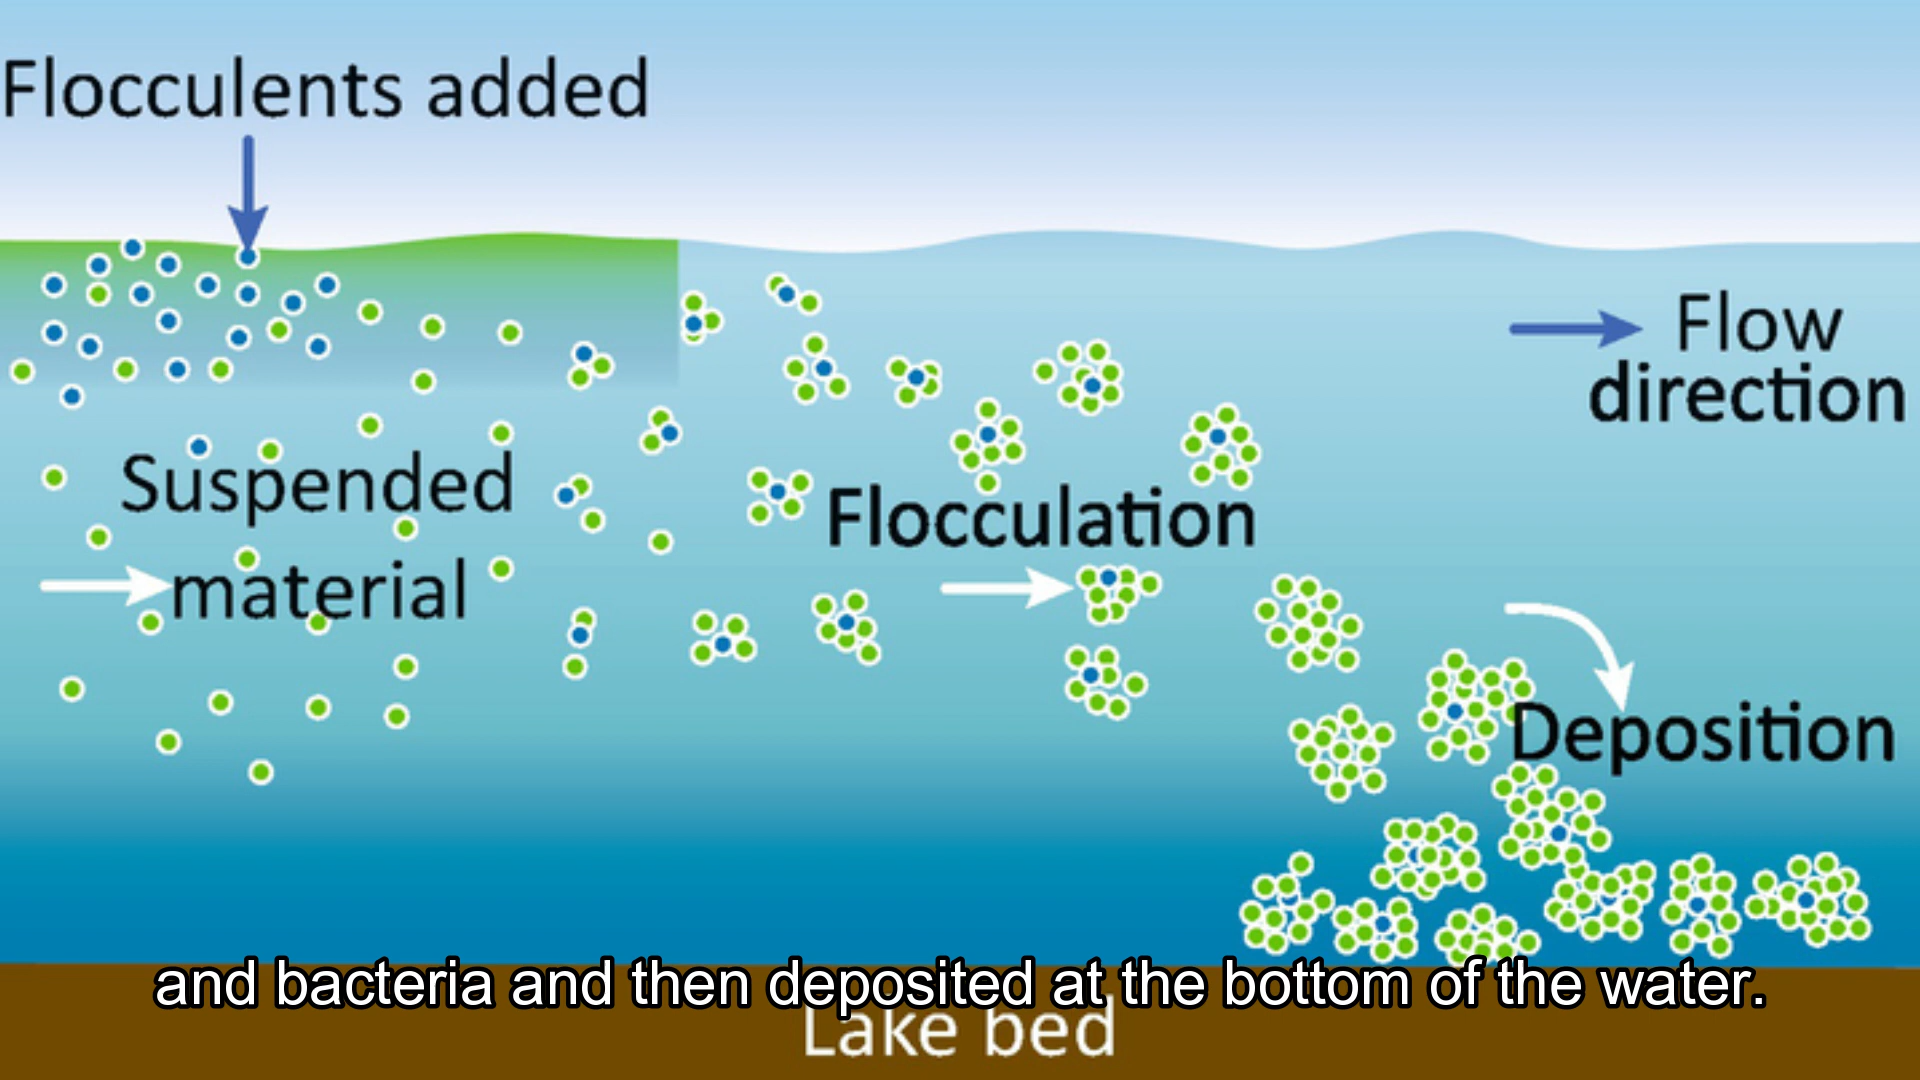 Flocculents added
Flow
direction
Suspended
material
Flocculation
Deposition
and bacteria and then deposited at the bottom of the water.
Lake bed